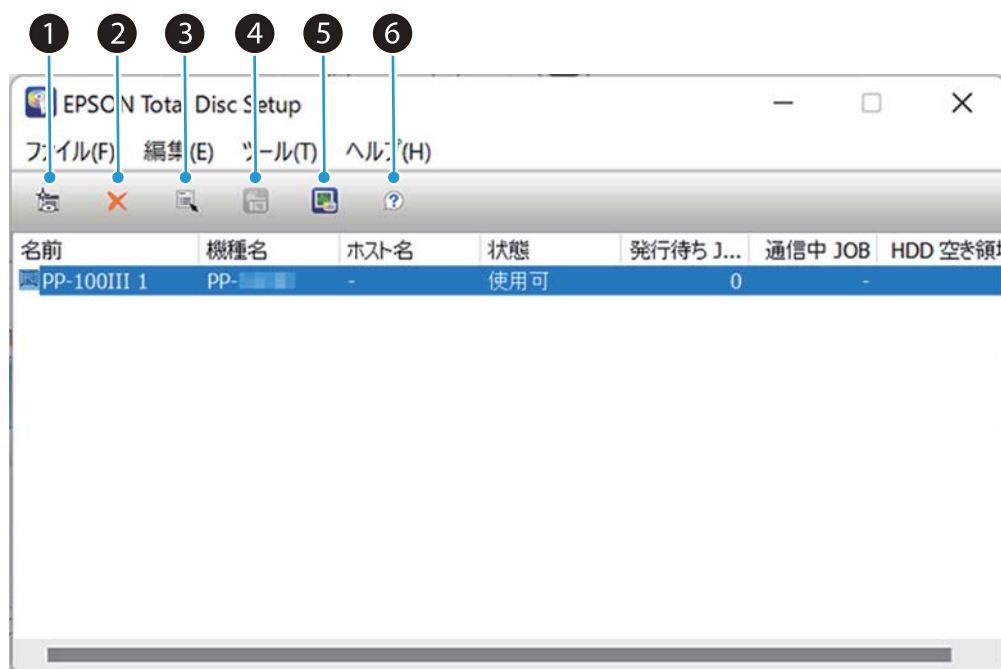 1 2 3 4 5 6
EPSON Total Disc Setup
ファイル(F) 編集(E) ツール(T) ヘルプ(H)
名前 機種名 ホスト名 状態 発行待ち J... 通信中 JOB HDD 空き領域
PP-100III 1 PP- - 使用可 0 -